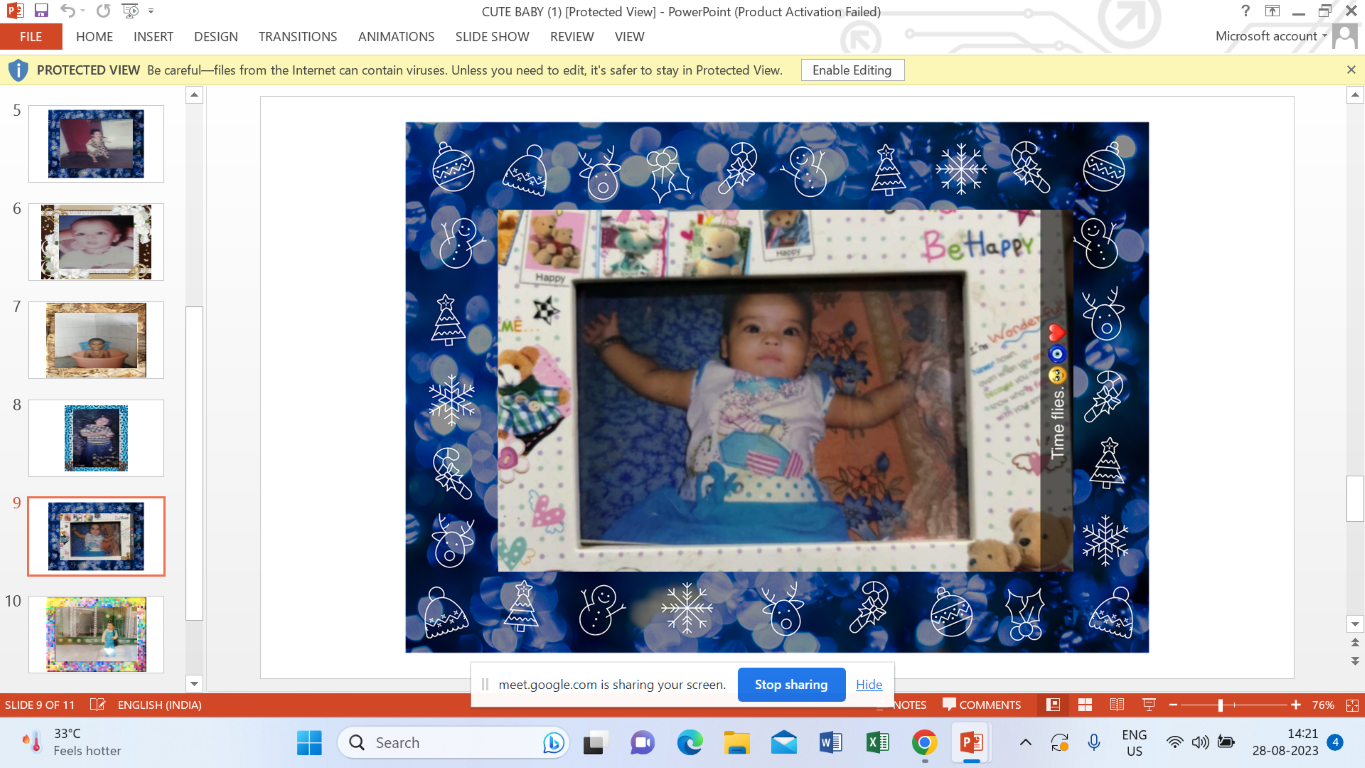 CUTE BABY (1) [Protected View] - PowerPoint (Product Activation Failed)
FILE HOME INSERT DESIGN TRANSITIONS ANIMATIONS SLIDE SHOW REVIEW VIEW
Microsoft account
PROTECTED VIEW Be careful—files from the Internet can contain viruses. Unless you need to edit, it's safer to stay in Protected View. Enable Editing
5
6
7
8
9
10
Happy
Happy
BeHappy
ME...
I'm Wonderful
Never
Time flies.🥺🧿❤️
meet.google.com is sharing your screen. Stop sharing Hide
SLIDE 9 OF 11 ENGLISH (INDIA) NOTES COMMENTS 76%
33°C
Feels hotter
Search
ENG
US
14:21
28-08-2023
4